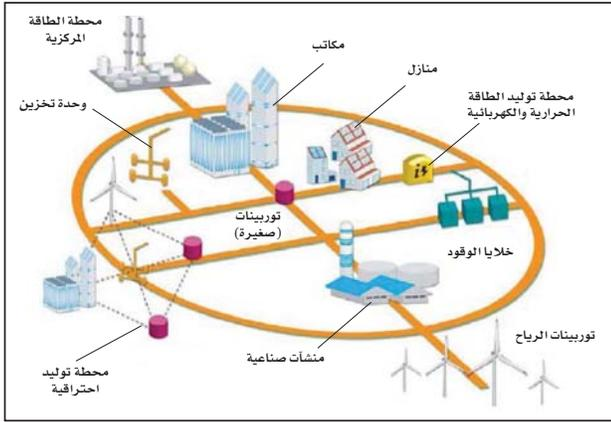 محطة الطاقة
المركزية
مكاتب
منازل
محطة توليد الطاقة
الحرارية والكهربائية
وحدة تخزين
توربينات
(صغيرة)
خلايا الوقود
توربينات الرياح
منشآت صناعية
محطة توليد
احتراقية